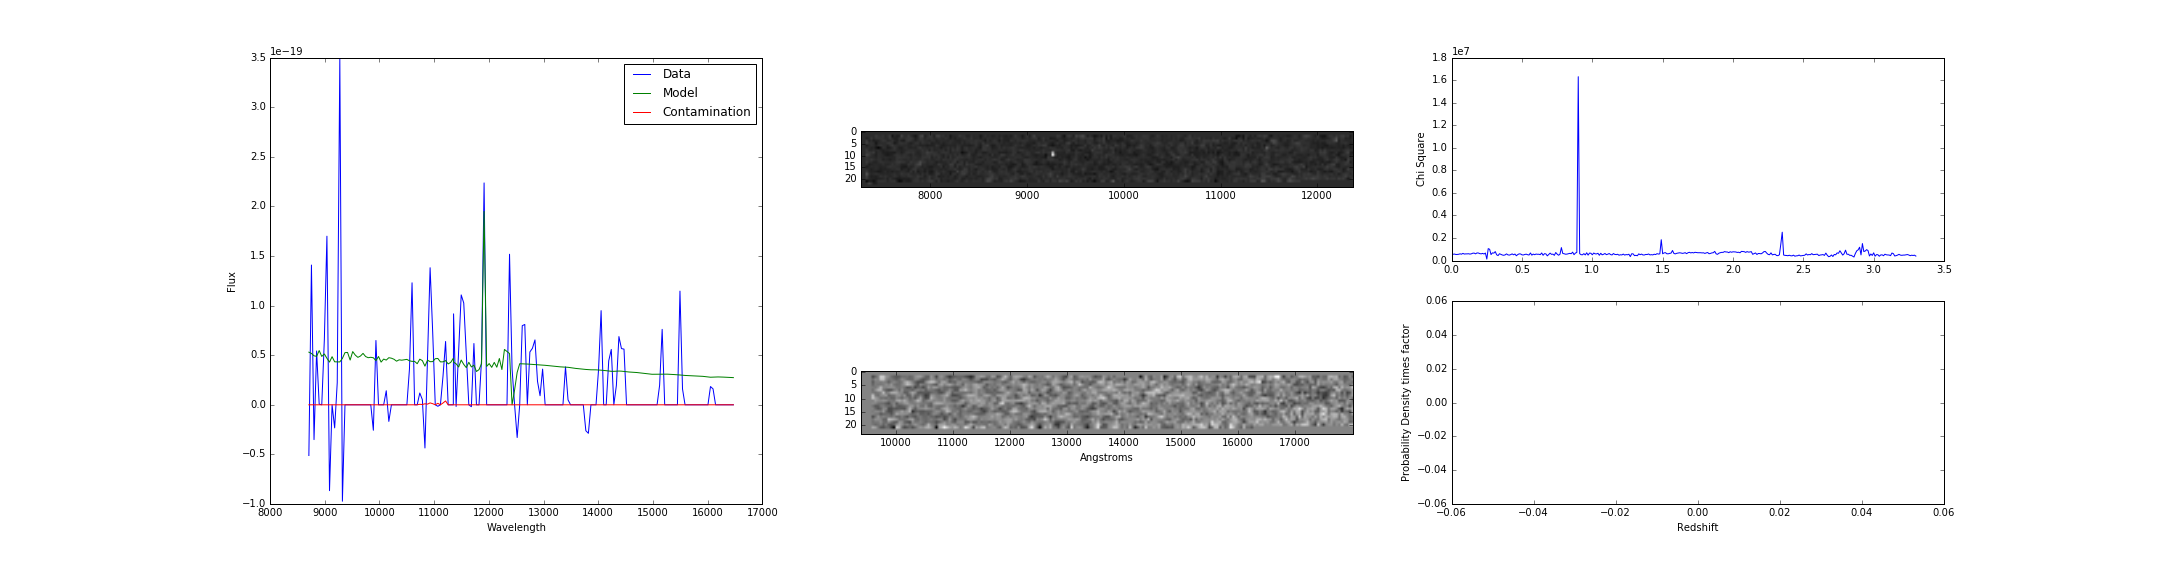 1e−19
3.5
3.0
2.5
2.0
1.5
1.0
0.5
0.0
−0.5
−1.0
Flux
8000 9000 10000 11000 12000 13000 14000 15000 16000 17000
Wavelength
Data
Model
Contamination
0
5
10
15
20
8000 9000 10000 11000 12000
0
5
10
15
20
10000 11000 12000 13000 14000 15000 16000 17000
Angstroms
1e7
1.8
1.6
1.4
1.2
1.0
0.8
0.6
0.4
0.2
0.0
Chi Square
0.0 0.5 1.0 1.5 2.0 2.5 3.0 3.5
0.06
0.04
0.02
0.00
−0.02
−0.04
−0.06
Probability Density times factor
−0.06 −0.04 −0.02 0.00 0.02 0.04 0.06
Redshift